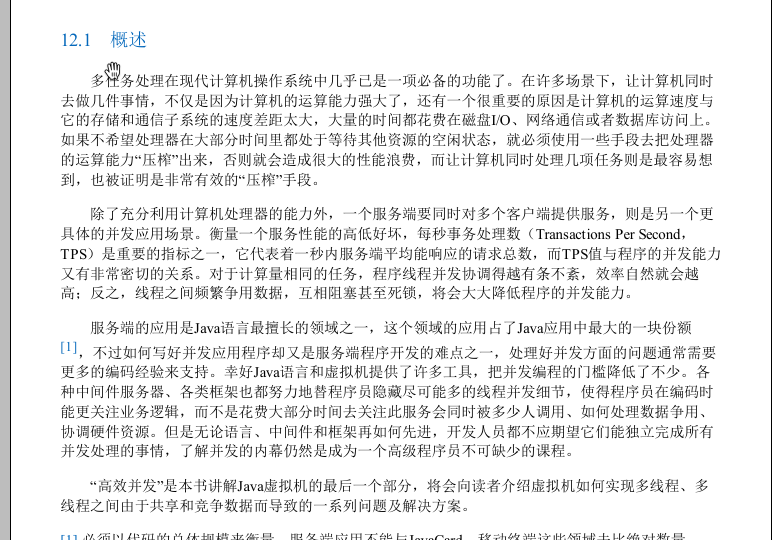 12.1 概述
多任务处理在现代计算机操作系统中几乎已是一项必备的功能了。在许多场景下，让计算机同时
去做几件事情，不仅是因为计算机的运算能力强大了，还有一个很重要的原因是计算机的运算速度与
它的存储和通信子系统的速度差距太大，大量的时间都花费在磁盘I/O、网络通信或者数据库访问上。
如果不希望处理器在大部分时间里都处于等待其他资源的空闲状态，就必须使用一些手段去把处理器
的运算能力“压榨”出来，否则就会造成很大的性能浪费，而让计算机同时处理几项任务则是最容易想
到，也被证明是非常有效的“压榨”手段。
除了充分利用计算机处理器的能力外，一个服务端要同时对多个客户端提供服务，则是另一个更
具体的并发应用场景。衡量一个服务性能的高低好坏，每秒事务处理数（Transactions Per Second，
TPS）是重要的指标之一，它代表着一秒内服务端平均能响应的请求总数，而TPS值与程序的并发能力
又有非常密切的关系。对于计算量相同的任务，程序线程并发协调得越有条不紊，效率自然就会越
高；反之，线程之间频繁争用数据，互相阻塞甚至死锁，将会大大降低程序的并发能力。
服务端的应用是Java语言最擅长的领域之一，这个领域的应用占了Java应用中最大的一块份额
[1]，不过如何写好并发应用程序却又是服务端程序开发的难点之一，处理好并发方面的问题通常需要
更多的编码经验来支持。幸好Java语言和虚拟机提供了许多工具，把并发编程的门槛降低了不少。各
种中间件服务器、各类框架也都努力地替程序员隐藏尽可能多的线程并发细节，使得程序员在编码时
能更关注业务逻辑，而不是花费大部分时间去关注此服务会同时被多少人调用、如何处理数据争用、
协调硬件资源。但是无论语言、中间件和框架再如何先进，开发人员都不应期望它们能独立完成所有
并发处理的事情，了解并发的内幕仍然是成为一个高级程序员不可缺少的课程。
“高效并发”是本书讲解Java虚拟机的最后一个部分，将会向读者介绍虚拟机如何实现多线程、多
线程之间由于共享和竞争数据而导致的一系列问题及解决方案。
[1] 必须以代码的总体规模来衡量，服务端应用不能与JavaCard、移动终端这些领域去比绝对数量。